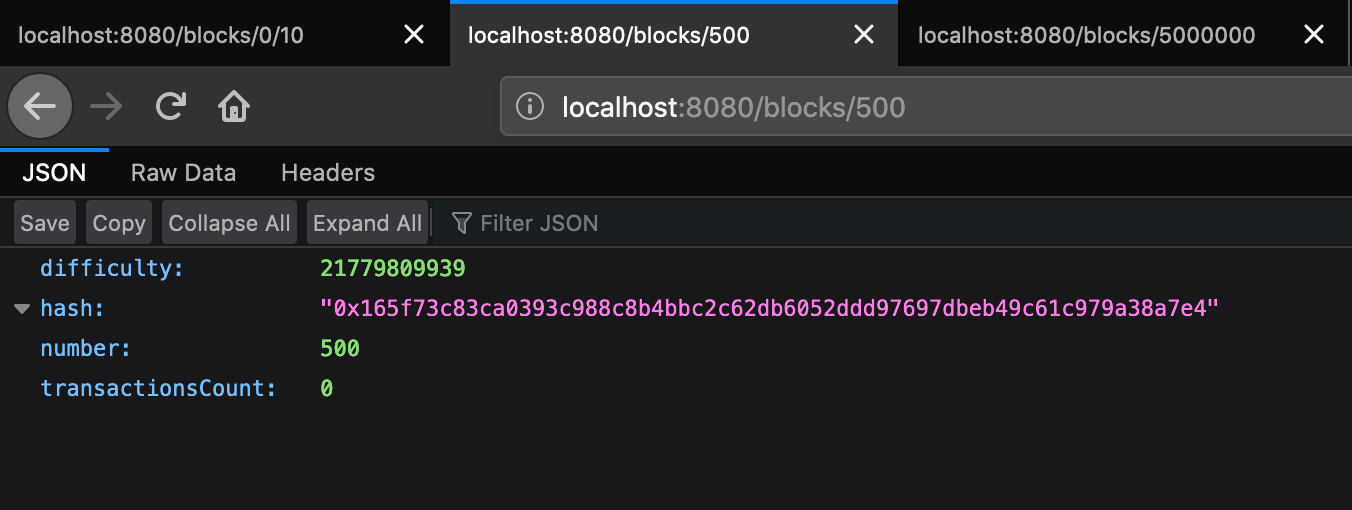 localhost:8080/blocks/0/10 localhost:8080/blocks/500 localhost:8080/blocks/5000000
localhost:8080/blocks/500
JSON Raw Data Headers
Save Copy Collapse All Expand All Filter JSON
difficulty: 21779809939
hash: "0x165f73c83ca0393c988c8b4bbc2c62db6052ddd97697dbeb49c61c979a38a7e4"
number: 500
transactionsCount: 0